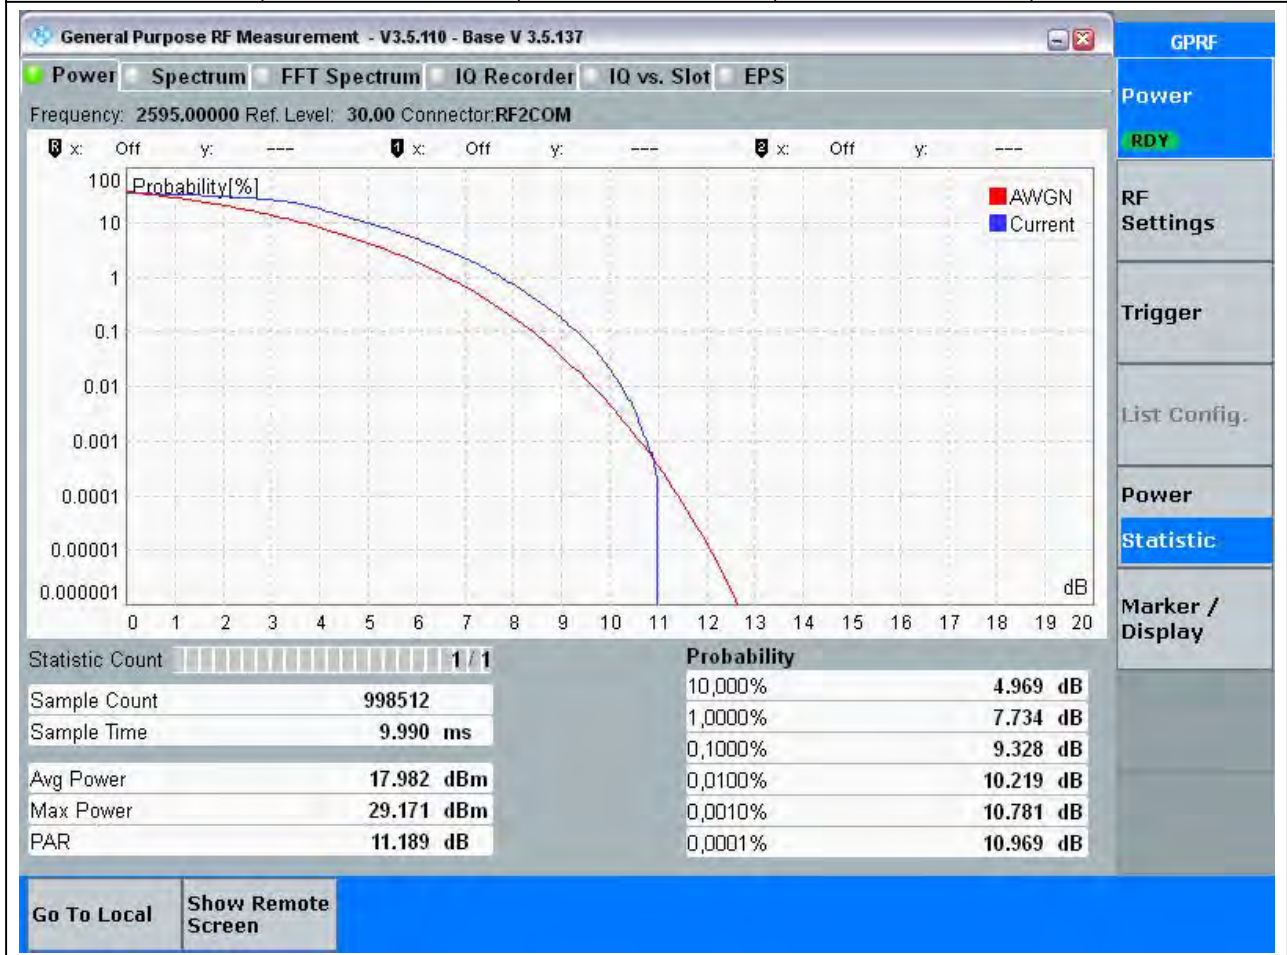 General Purpose RF Measurement - V3.5.110 - Base V 3.5.137
GPRF
Power Spectrum FFT Spectrum IQ Recorder IQ vs. Slot EPS
Frequency: 2595.00000 Ref. Level: 30.00 Connector:RF2COM
R x: Off y: --- 1 x: Off y: --- 2 x: Off y: ---
Probability[%]
AWGN
Current
100
10
1
0.1
0.01
0.001
0.0001
0.00001
0.000001
dB
0 1 2 3 4 5 6 7 8 9 10 11 12 13 14 15 16 17 18 19 20
Statistic Count 1 / 1
Sample Count 998512
Sample Time 9.990 ms
Avg Power 17.982 dBm
Max Power 29.171 dBm
PAR 11.189 dB
Probability
10,000% 4.969 dB
1,0000% 7.734 dB
0,1000% 9.328 dB
0,0100% 10.219 dB
0,0010% 10.781 dB
0,0001% 10.969 dB
Power
RDY
RF
Settings
Trigger
List Config.
Power
Statistic
Marker /
Display
Go To Local
Show Remote
Screen